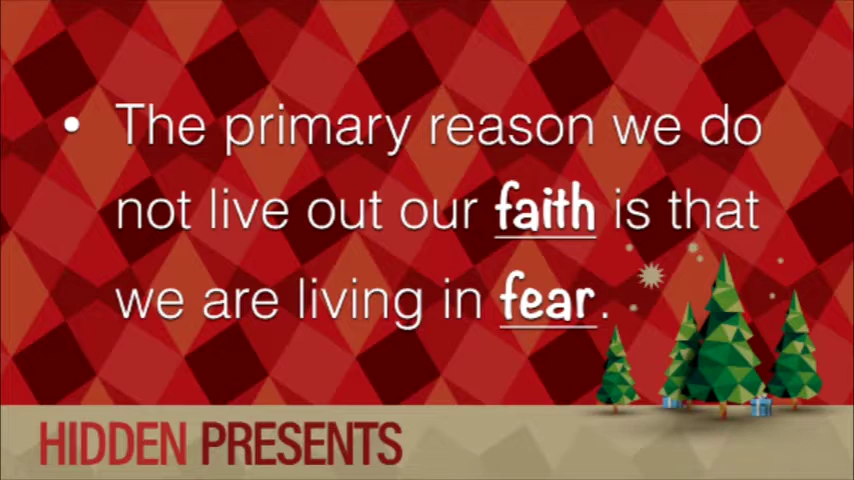 • The primary reason we do
not live out our faith is that
we are living in fear.
HIDDEN PRESENTS